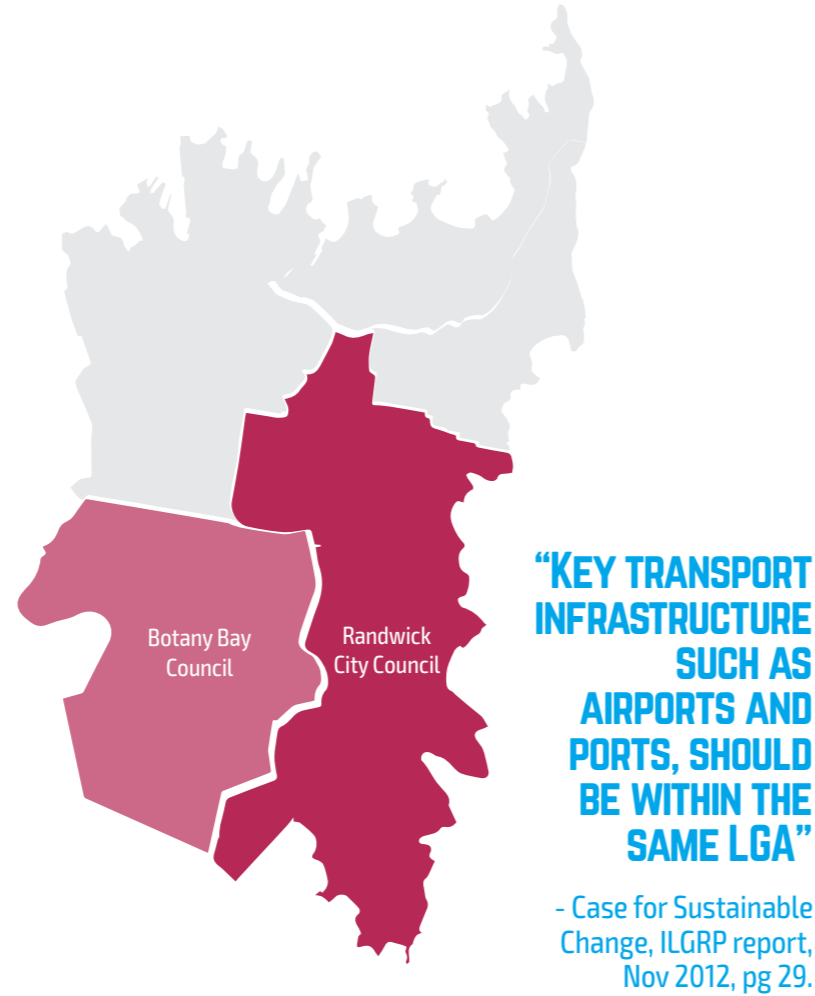 Botany Bay
Council
Randwick
City Council
“KEY TRANSPORT
INFRASTRUCTURE
SUCH AS
AIRPORTS AND
PORTS, SHOULD
BE WITHIN THE
SAME LGA”
- Case for Sustainable
Change, ILGRP report,
Nov 2012, pg 29.